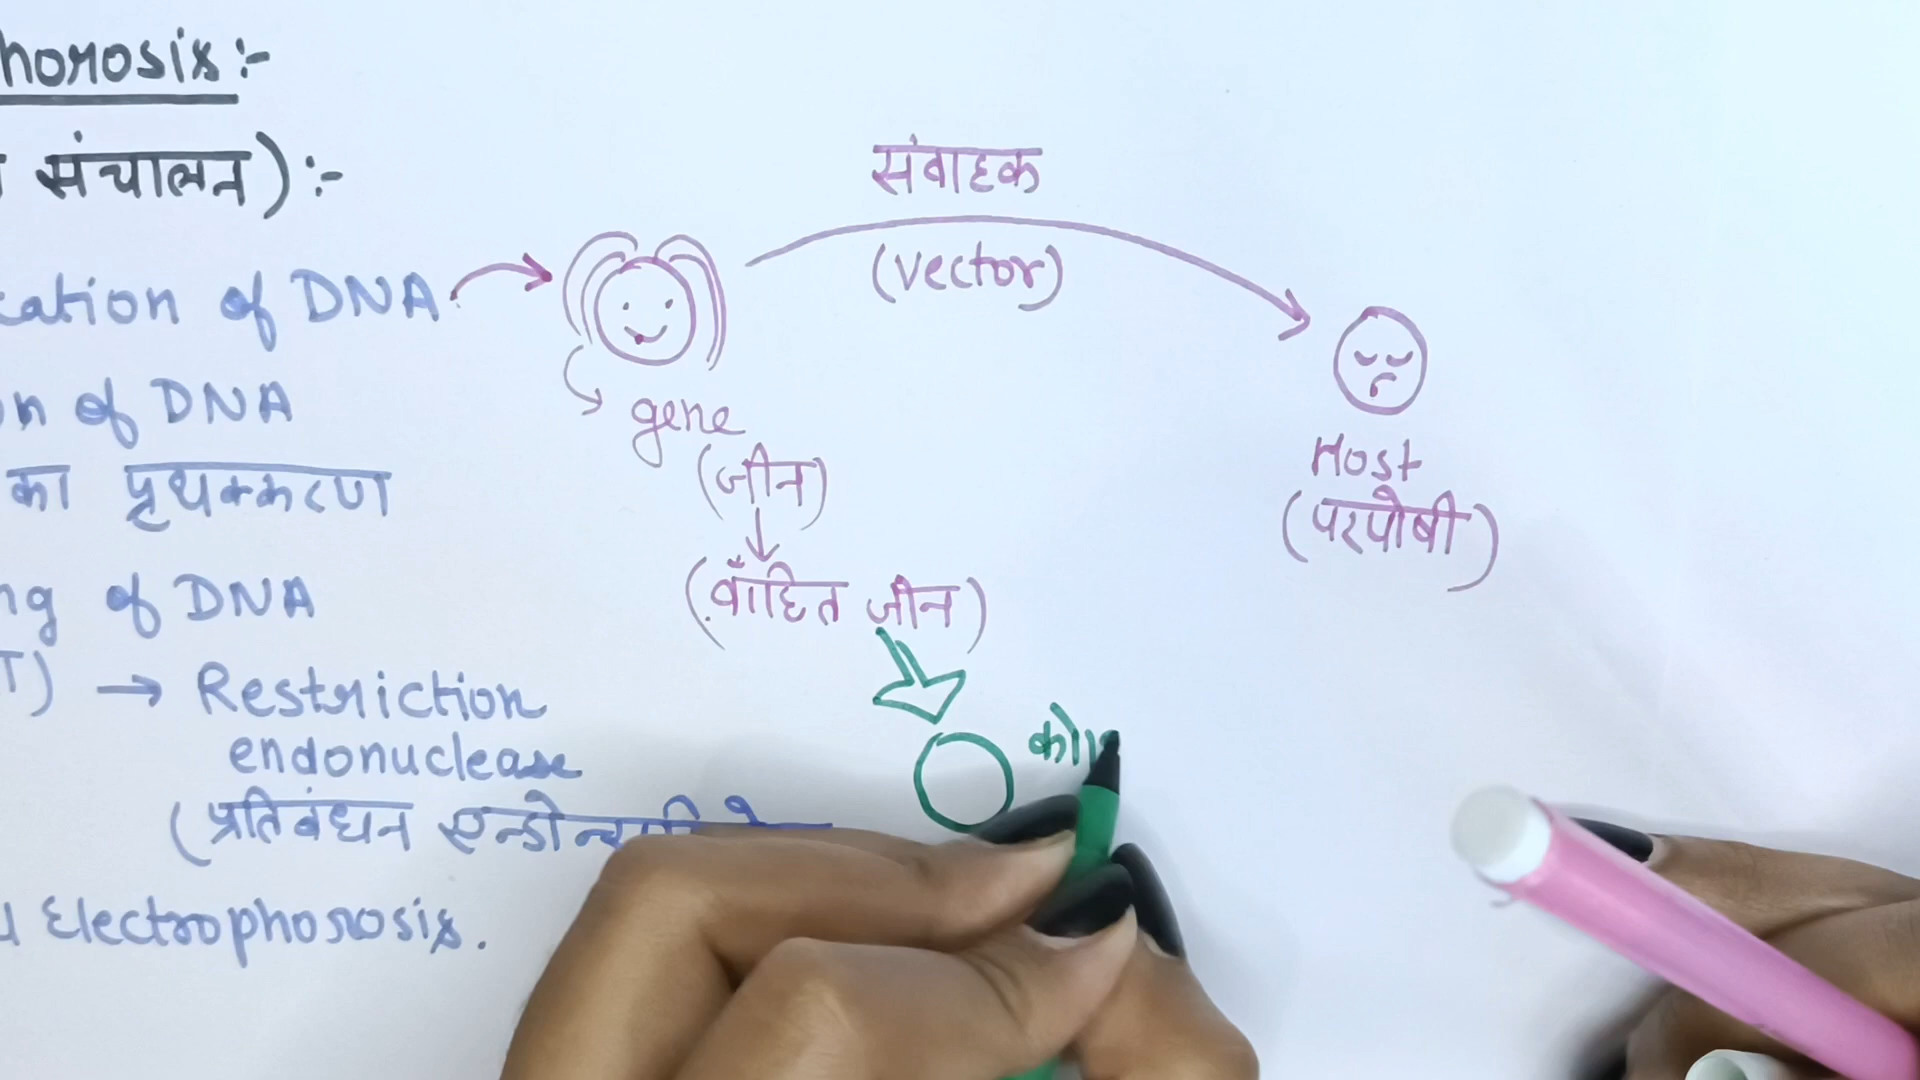 horosis:-
संचालन):-
cation of DNA
on of DNA
का पृथक्करण
ng of DNA
T) → Restriction
endonuclease
(प्रतिबंधन
Electrophorosis.
संवाहक
(vector)
gene
(जीन)
(वाँहित जीन)
Host
(परपोषी)